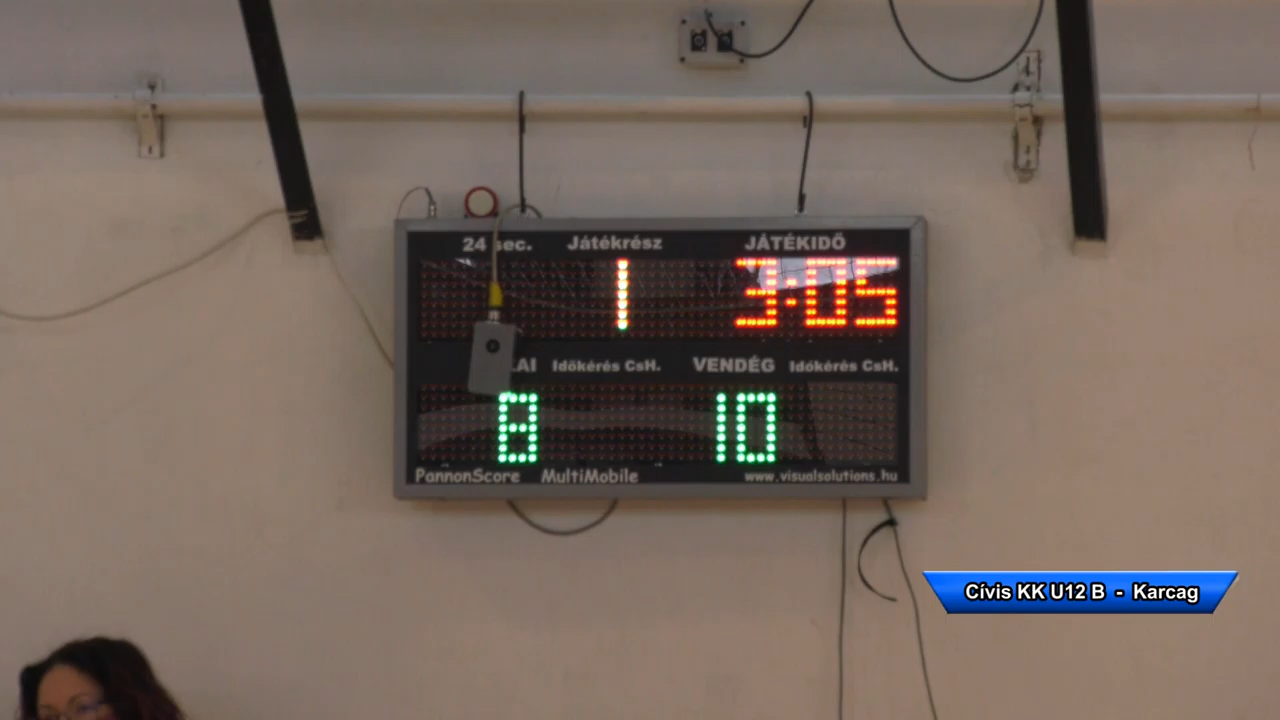 24 sec. Játékrész JÁTÉKIDŐ
1 3:05
Időkérés CsH. VENDÉG Időkérés CsH.
8 10
PannonScore MultiMobile www.visualsolutions.hu
Cívis KK U12 B - Karcag